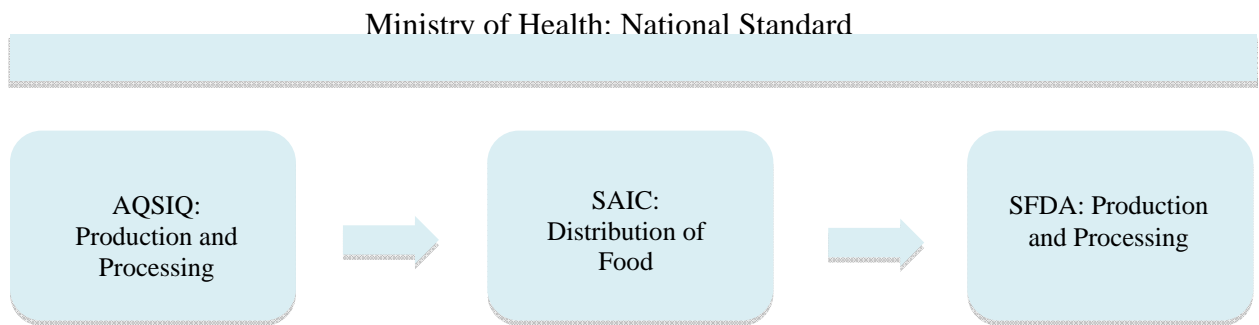 Ministry of Health: National Standard
AQSIQ:
Production and
Processing
SAIC:
Distribution of
Food
SFDA: Production
and Processing